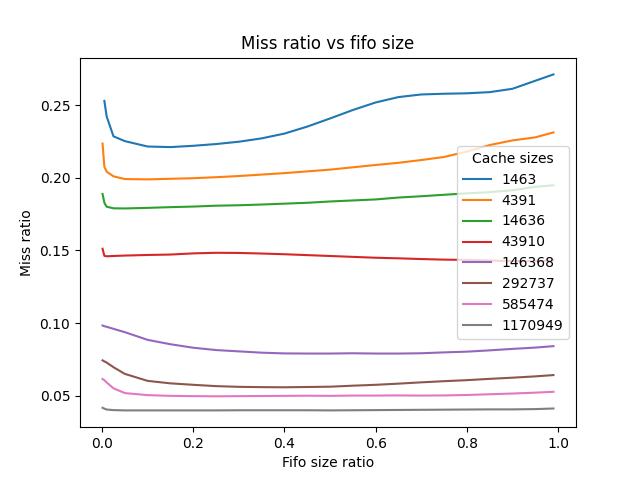 Miss ratio vs fifo size
Miss ratio
0.25
0.20
0.15
0.10
0.05
Cache sizes
1463
4391
14636
43910
146368
292737
585474
1170949
0.0 0.2 0.4 0.6 0.8 1.0
Fifo size ratio